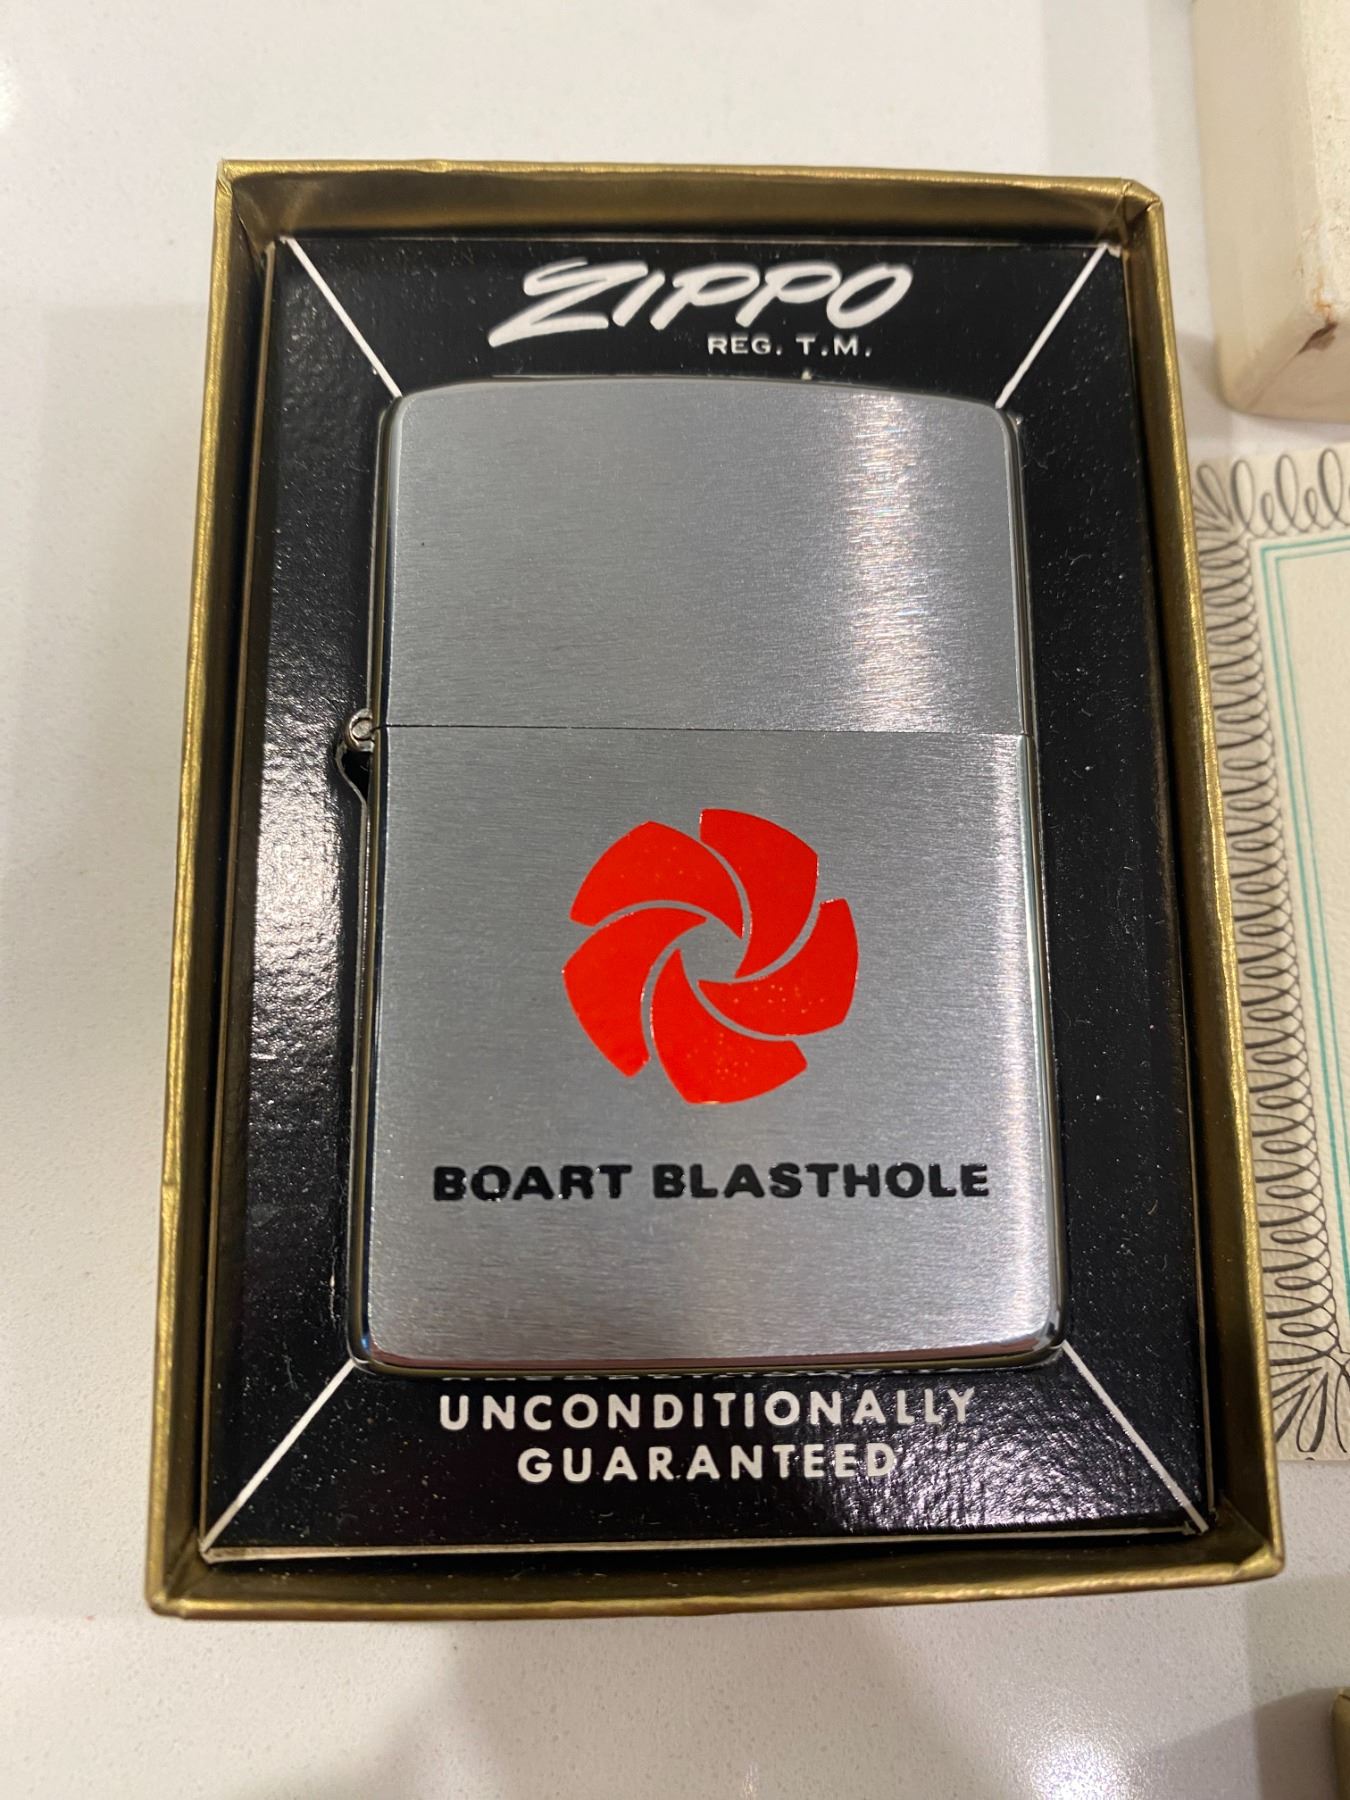 ZIPPO
REG. T.M.
BOART BLASTHOLE
UNCONDITIONALLY
GUARANTEED